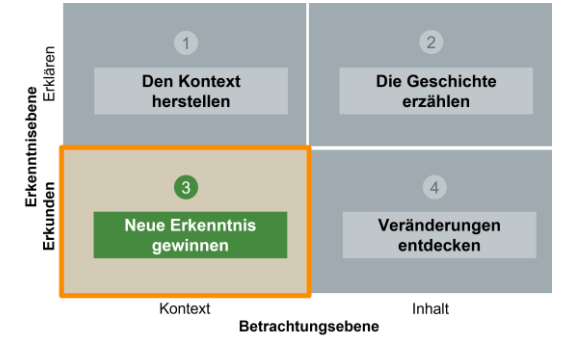 1
2
Den Kontext
herstellen
Die Geschichte
erzählen
3
4
Neue Erkenntnis
gewinnen
Veränderungen
entdecken
Erkenntnisebene
Erklären
Erkunden
Kontext
Inhalt
Betrachtungsebene